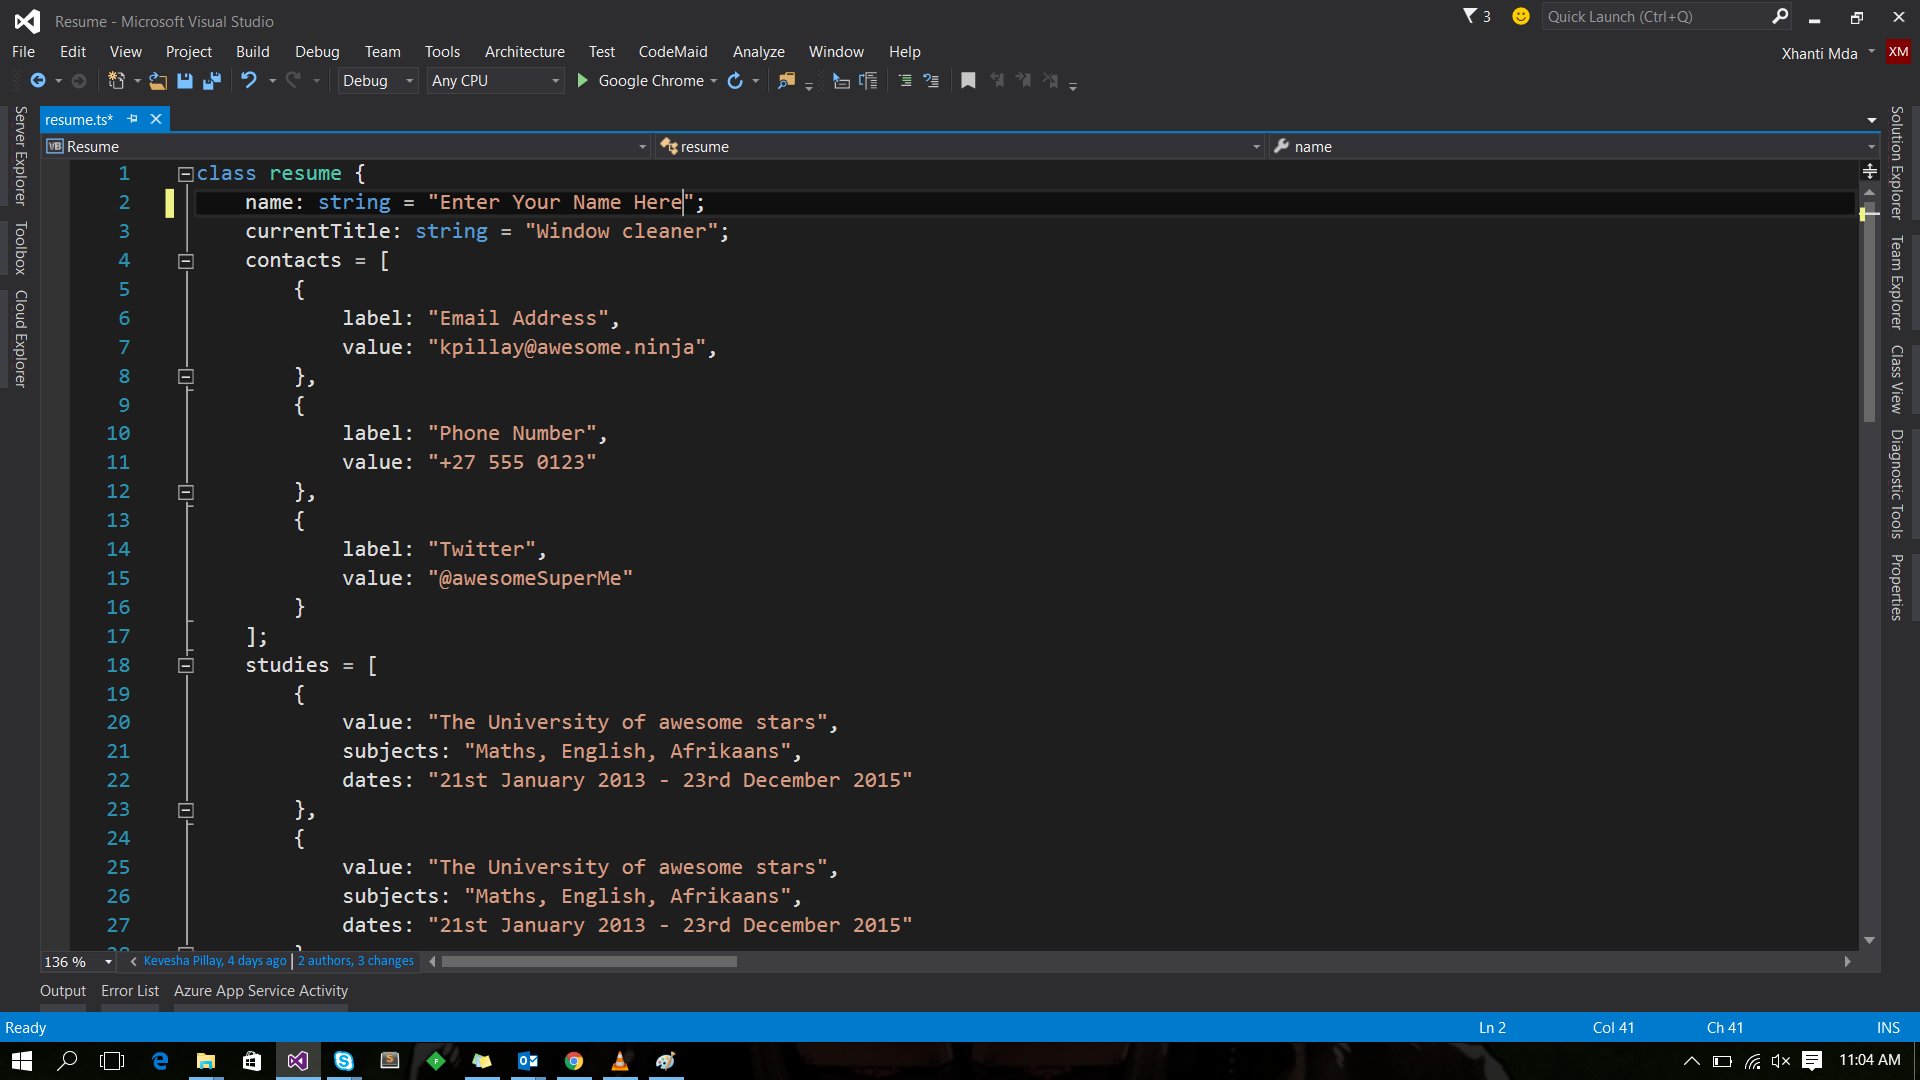 Resume - Microsoft Visual Studio
3
Quick Launch (Ctrl+Q)
File Edit View Project Build Debug Team Tools Architecture Test CodeMaid Analyze Window Help
Xhanti Mda XM
Debug Any CPU Google Chrome
resume.ts*
VB Resume resume name
Server Explorer
Toolbox
Cloud Explorer
1 class resume {
2 name: string = "Enter Your Name Here";
3 currentTitle: string = "Window cleaner";
4 contacts = [
5 {
6 label: "Email Address",
7 value: "kpillay@awesome.ninja",
8 },
9 {
10 label: "Phone Number",
11 value: "+27 555 0123"
12 },
13 {
14 label: "Twitter",
15 value: "@awesomeSuperMe"
16 }
17 ];
18 studies = [
19 {
20 value: "The University of awesome stars",
21 subjects: "Maths, English, Afrikaans",
22 dates: "21st January 2013 - 23rd December 2015"
23 },
24 {
25 value: "The University of awesome stars",
26 subjects: "Maths, English, Afrikaans",
27 dates: "21st January 2013 - 23rd December 2015"
Solution Explorer
Team Explorer
Class View
Diagnostic Tools
Properties
136 % Kevesha Pillay, 4 days ago | 2 authors, 3 changes
Output Error List Azure App Service Activity
Ready Ln 2 Col 41 Ch 41 INS
11:04 AM